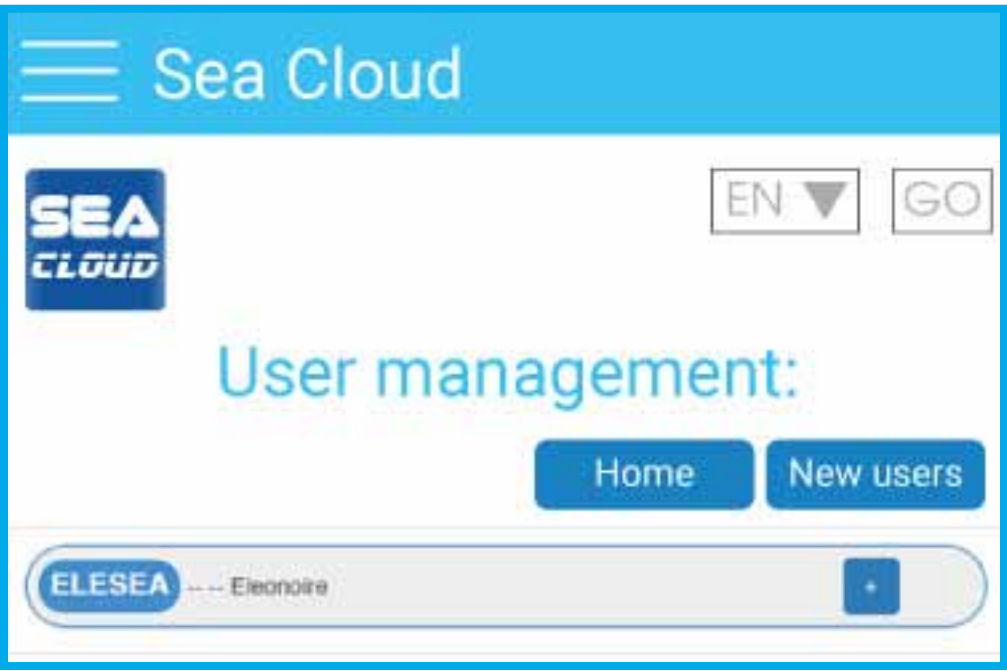 Sea Cloud
EN ▼ GO
SEA
CLOUD
User management:
Home New users
ELESEA -- -- Eleonoire +